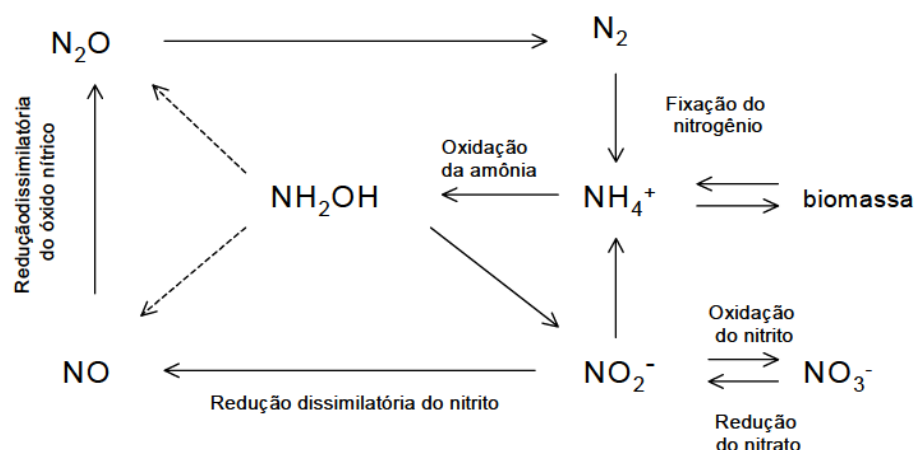 N₂O
N₂
Fixação do
nitrogênio
Reduçãodissimilatória
do óxido nítrico
Oxidação
da amônia
NH₂OH
NH₄⁺
biomassa
Oxidação
do nitrito
NO
NO₂⁻
NO₃⁻
Redução dissimilatória do nitrito
Redução
do nitrato